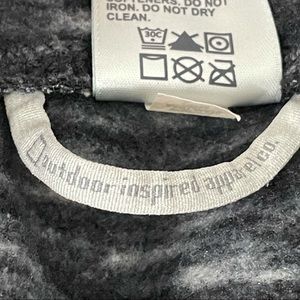 IRON. DO NOT DRY
CLEAN.
30C
Outdoor inspired apparel co.